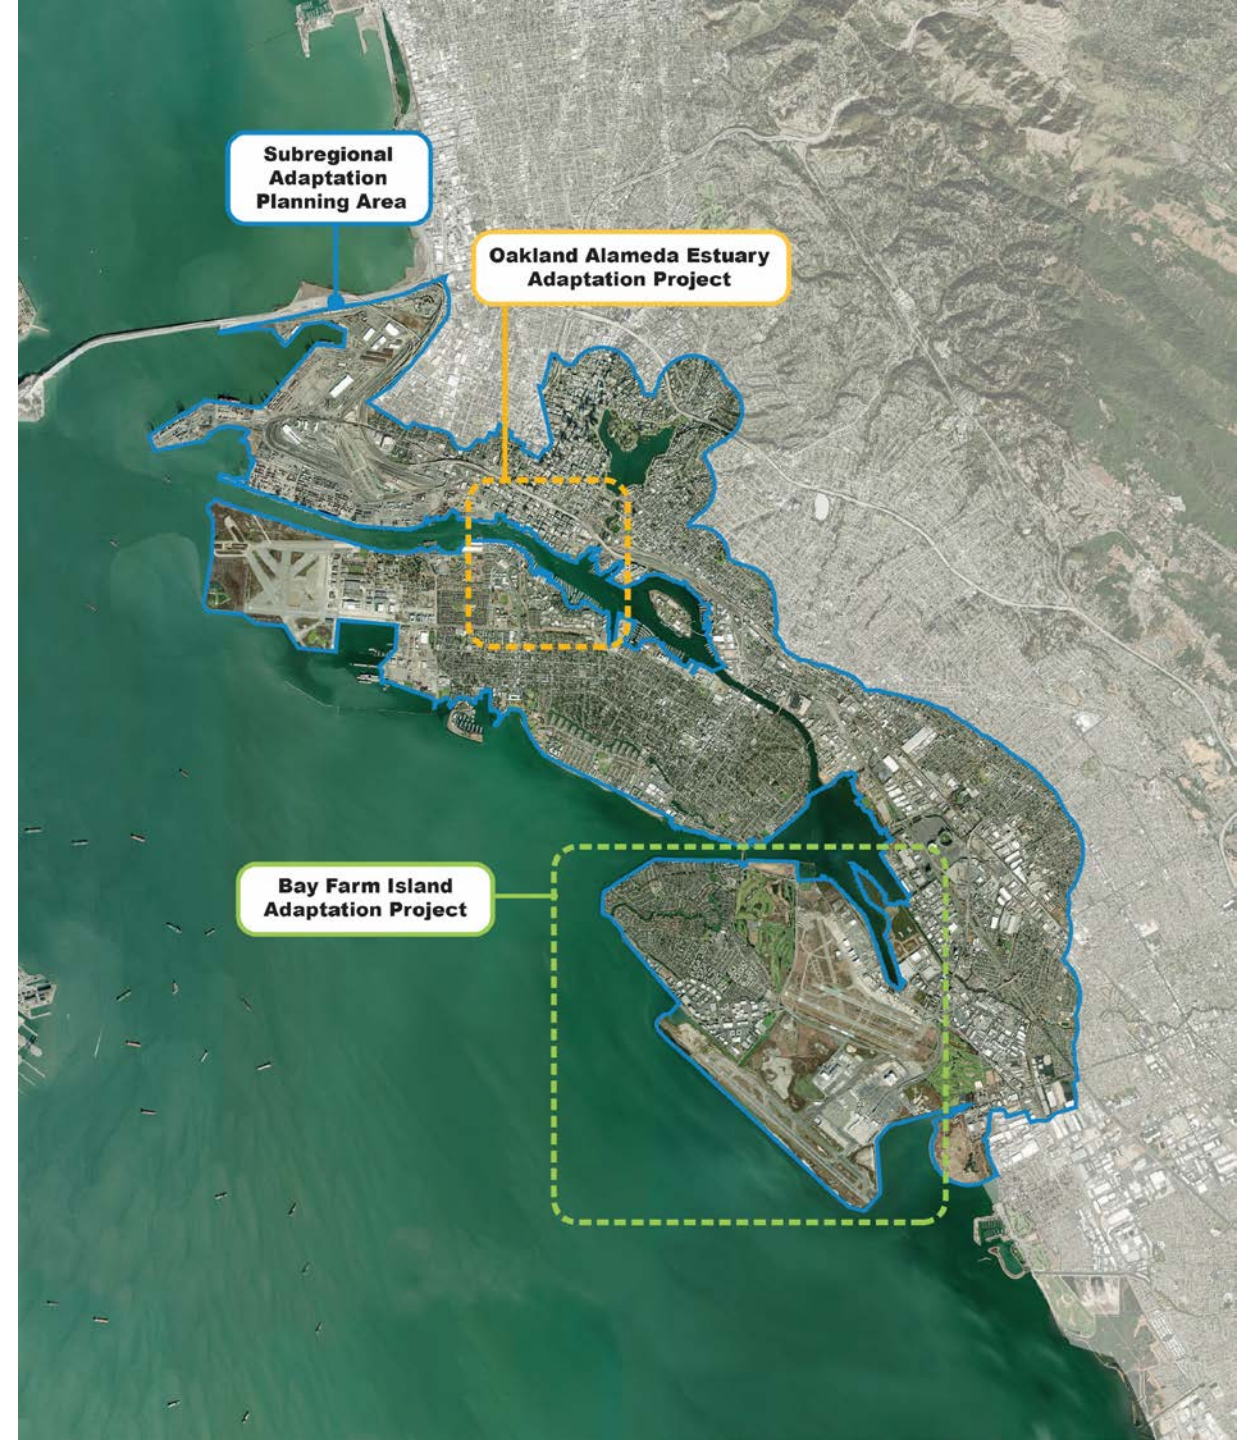 Subregional
Adaptation
Planning Area
Oakland Alameda Estuary
Adaptation Project
Bay Farm Island
Adaptation Project